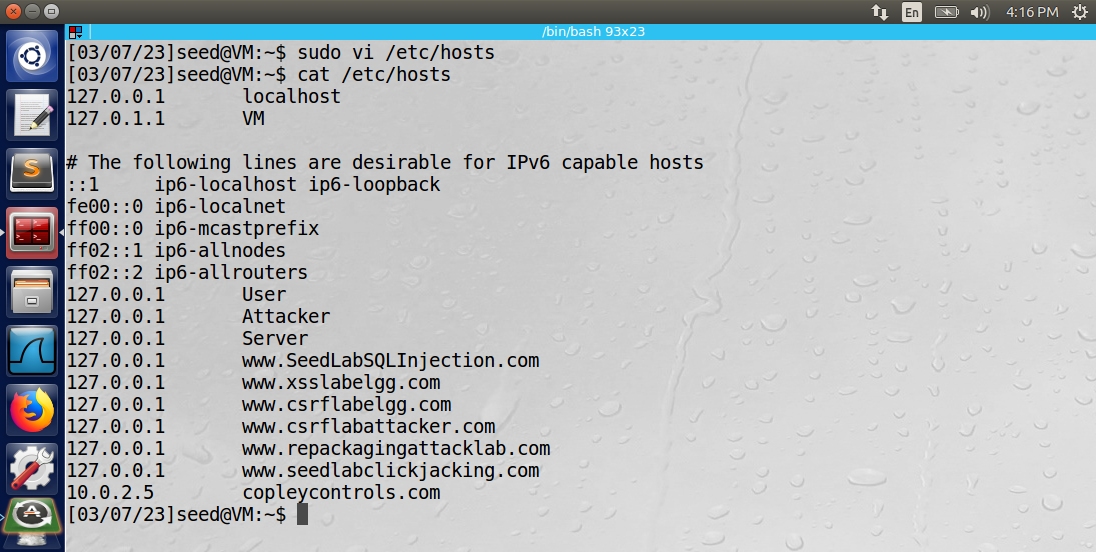 En
4:16 PM
/bin/bash 93x23
[03/07/23]seed@VM:~$ sudo vi /etc/hosts
[03/07/23]seed@VM:~$ cat /etc/hosts
127.0.0.1       localhost
127.0.1.1       VM
# The following lines are desirable for IPv6 capable hosts
::1     ip6-localhost ip6-loopback
fe00::0 ip6-localnet
ff00::0 ip6-mcastprefix
ff02::1 ip6-allnodes
ff02::2 ip6-allrouters
127.0.0.1       User
127.0.0.1       Attacker
127.0.0.1       Server
127.0.0.1       www.SeedLabSQLInjection.com
127.0.0.1       www.xsslabelgg.com
127.0.0.1       www.csrflabelgg.com
127.0.0.1       www.csrflabattacker.com
127.0.0.1       www.repackagingattacklab.com
127.0.0.1       www.seedlabclickjacking.com
10.0.2.5        copleycontrols.com
[03/07/23]seed@VM:~$